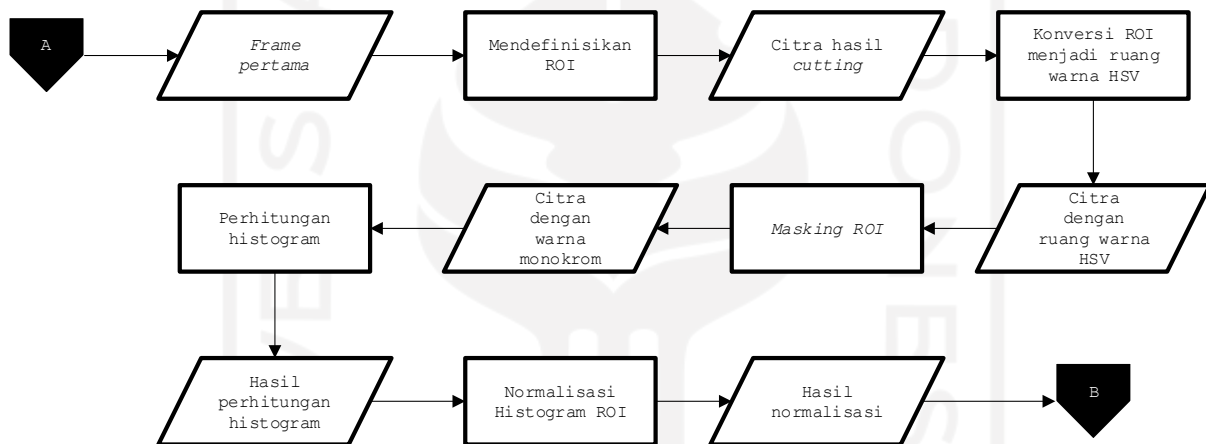 A
Frame
pertama
Mendefinisikan
ROI
Citra hasil
cutting
Konversi ROI
menjadi ruang
warna HSV
Perhitungan
histogram
Citra
dengan
warna
monokrom
Masking ROI
Citra
dengan
ruang warna
HSV
Hasil
perhitungan
histogram
Normalisasi
Histogram ROI
Hasil
normalisasi
B